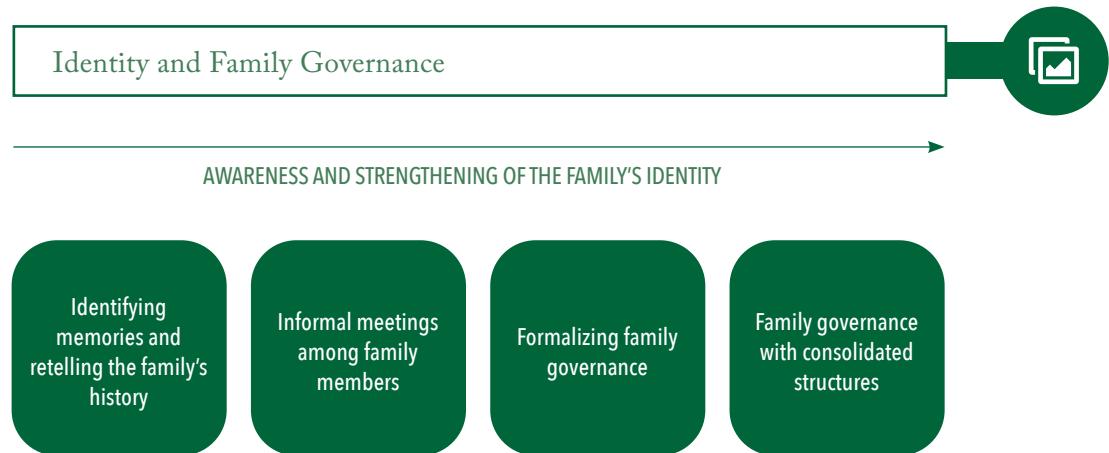 Identity and Family Governance
AWARENESS AND STRENGTHENING OF THE FAMILY'S IDENTITY
Identifying
memories and
retelling the family's
history
Informal meetings
among family
members
Formalizing family
governance
Family governance
with consolidated
structures